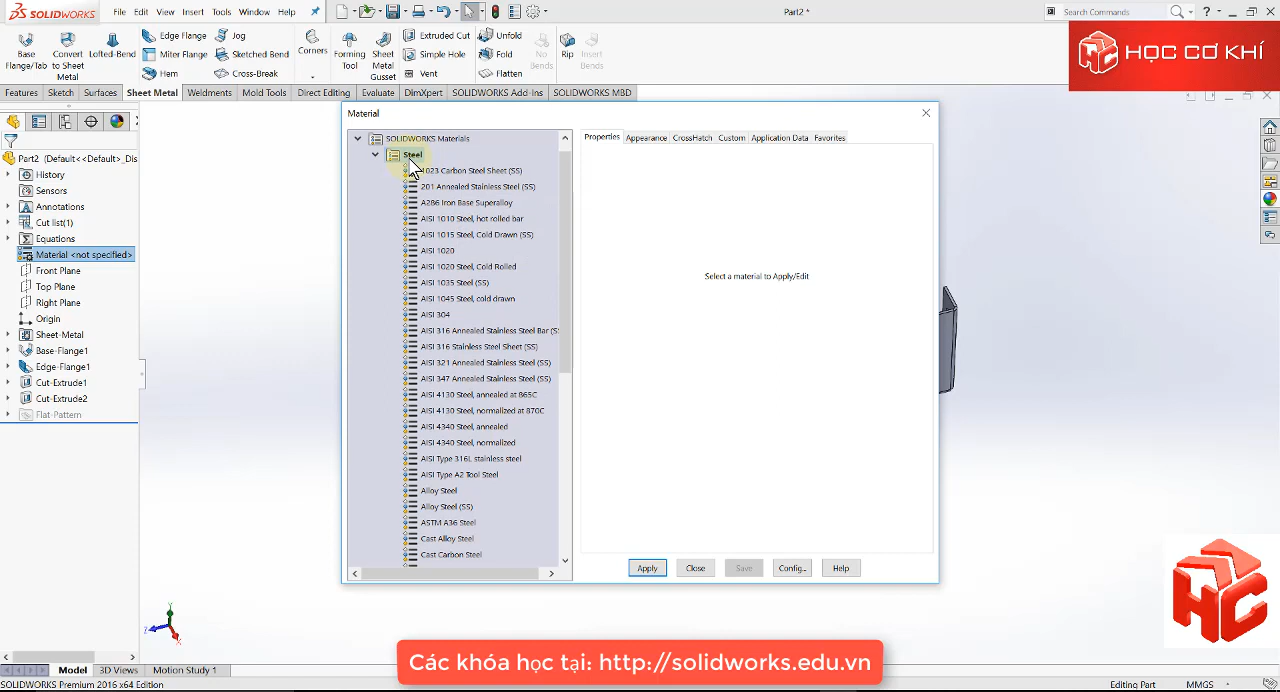 SOLIDWORKS File Edit View Insert Tools Window Help Part2 * Search Commands
Base Flange/Tab Convert to Sheet Metal Lofted-Bend Edge Flange Jog Corners Forming Tool Sheet Metal Gusset Extruded Cut Unfold No Bends Rip Insert Bends
Miter Flange Sketched Bend Simple Hole Fold
Hem Cross-Break Vent Flatten
HỌC CƠ KHÍ
Features Sketch Surfaces Sheet Metal Weldments Mold Tools Direct Editing Evaluate DimXpert SOLIDWORKS Add-Ins SOLIDWORKS MBD
Part2 (Default<<Default>_Dis
History
Sensors
Annotations
Cut list(1)
Equations
Material <not specified>
Front Plane
Top Plane
Right Plane
Origin
Sheet-Metal
Base-Flange1
Edge-Flange1
Cut-Extrude1
Cut-Extrude2
Flat-Pattern
Material
SOLIDWORKS Materials
Steel
1023 Carbon Steel Sheet (SS)
201 Annealed Stainless Steel (SS)
A286 Iron Base Superalloy
AISI 1010 Steel, hot rolled bar
AISI 1015 Steel, Cold Drawn (SS)
AISI 1020
AISI 1020 Steel, Cold Rolled
AISI 1035 Steel (SS)
AISI 1045 Steel, cold drawn
AISI 304
AISI 316 Annealed Stainless Steel Bar (S
AISI 316 Stainless Steel Sheet (SS)
AISI 321 Annealed Stainless Steel (SS)
AISI 347 Annealed Stainless Steel (SS)
AISI 4130 Steel, annealed at 865C
AISI 4130 Steel, normalized at 870C
AISI 4340 Steel, annealed
AISI 4340 Steel, normalized
AISI Type 316L stainless steel
AISI Type A2 Tool Steel
Alloy Steel
Alloy Steel (SS)
ASTM A36 Steel
Cast Alloy Steel
Cast Carbon Steel
Properties Appearance CrossHatch Custom Application Data Favorites
Select a material to Apply/Edit
Apply Close Save Config... Help
HC
Y
Z
X
Các khóa học tại: http://solidworks.edu.vn
Model 3D Views Motion Study 1
SOLIDWORKS Premium 2016 x64 Edition Editing Part MMGS